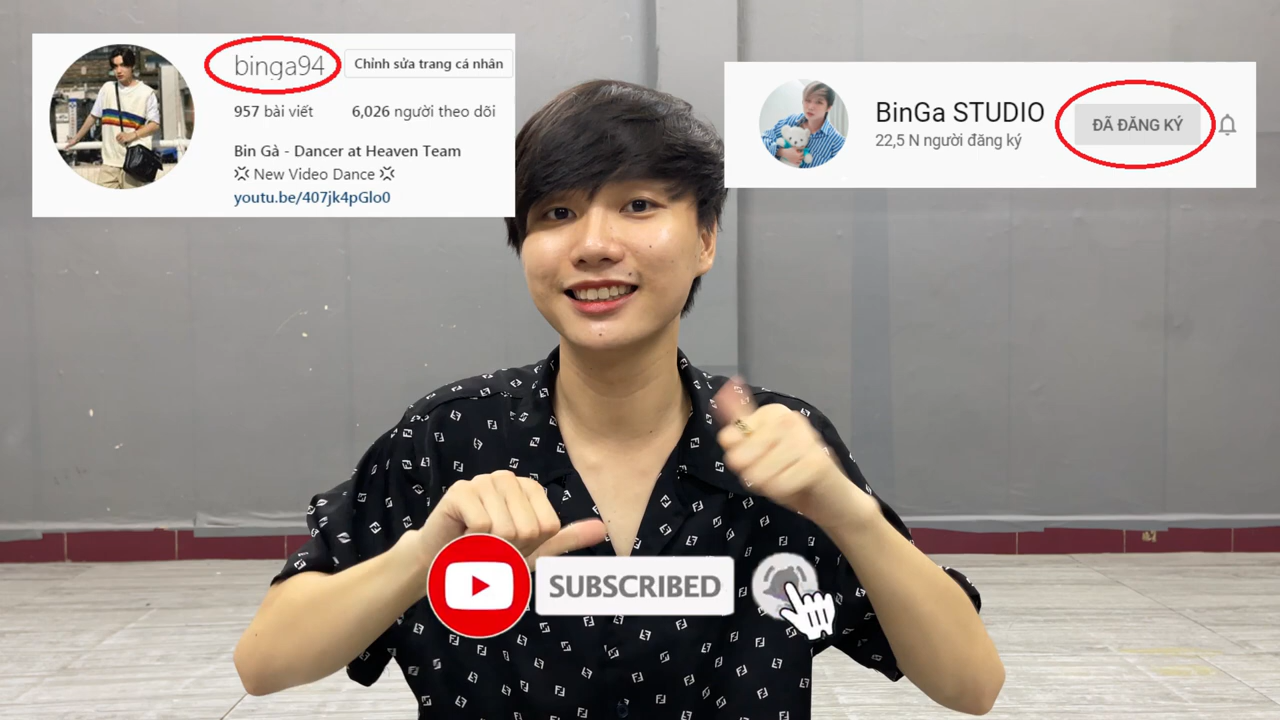 binga94
Chỉnh sửa trang cá nhân
957 bài viết
6,026 người theo dõi
Bin Gà - Dancer at Heaven Team
💢 New Video Dance 💢
youtu.be/407jk4pGlo0
BinGa STUDIO
22,5 N người đăng ký
ĐÃ ĐĂNG KÝ
SUBSCRIBED